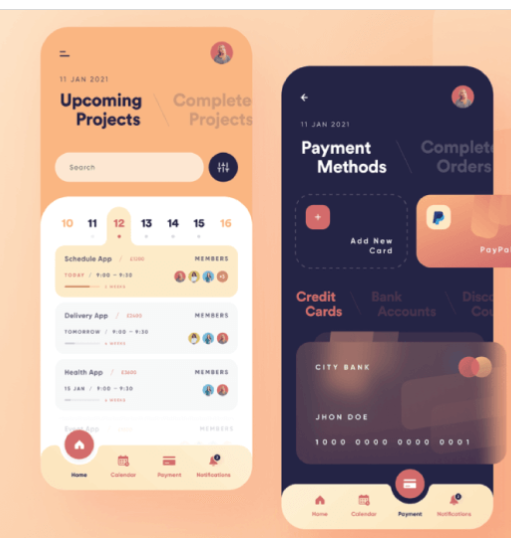 11 JAN 2021
Upcoming
Projects
Complete
Projects
Search
10 11 12 13 14 15 16
Schedule App /
MEMBERS
TODAY / 9:00 - 9:30
4 WEEKS
Delivery App /
MEMBERS
TOMORROW / 9:00 - 9:30
Health App /
MEMBERS
15 JAN / 9:00 - 9:30
MEMBERS
Home Calendar Payment Notifications
11 JAN 2021
Payment
Methods
Complete
Orders
Add New
Card
PayPa
Credit
Cards
Bank
Accounts
Disco
Cou
CITY BANK
JHON DOE
1000 0000 0000 0001
Home Calendar Payment Notifications